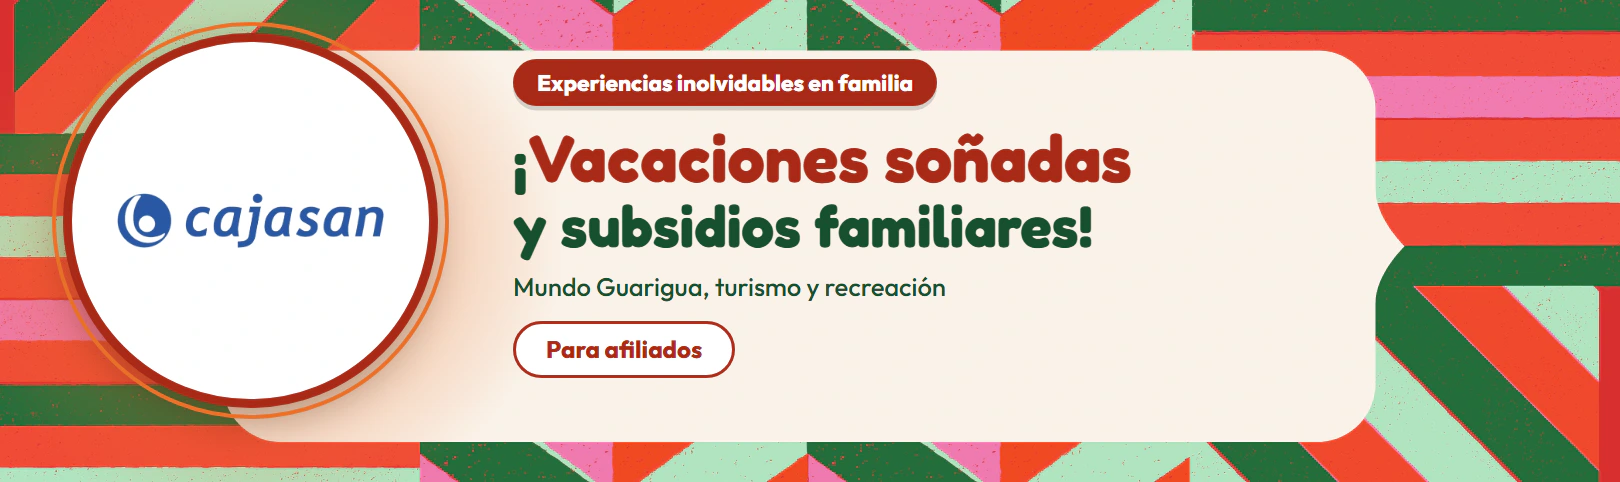 cajasan
Experiencias inolvidables en familia
¡Vacaciones soñadas
y subsidios familiares!
Mundo Guarigua, turismo y recreación
Para afiliados